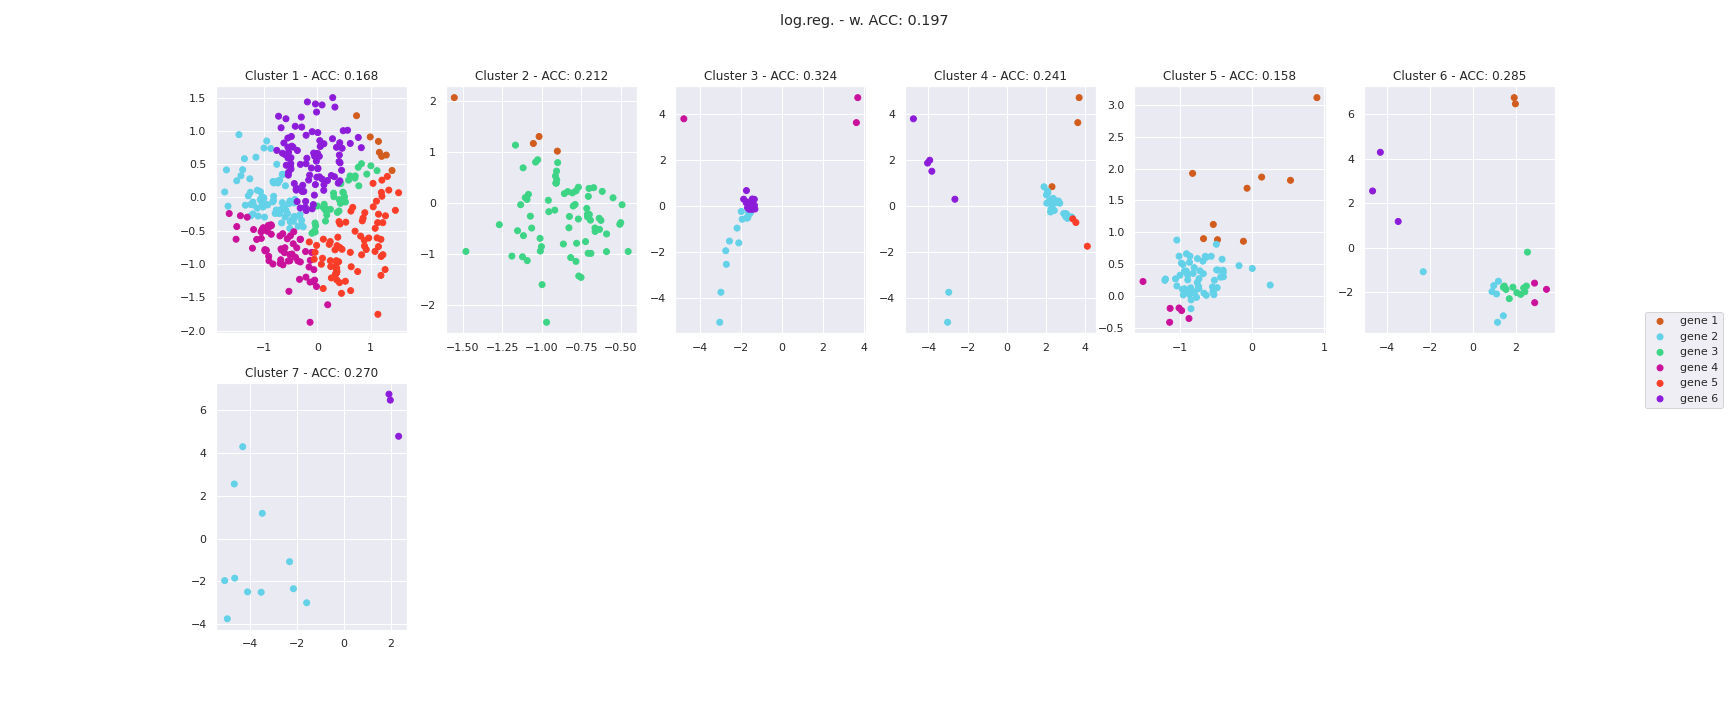 log.reg. - w. ACC: 0.197
Cluster 1 - ACC: 0.168
1.5
1.0
0.5
0.0
−0.5
−1.0
−1.5
−2.0
−1 0 1
Cluster 2 - ACC: 0.212
2
1
0
−1
−2
−1.50 −1.25 −1.00 −0.75 −0.50
Cluster 3 - ACC: 0.324
4
2
0
−2
−4
−4 −2 0 2 4
Cluster 4 - ACC: 0.241
4
2
0
−2
−4
−4 −2 0 2 4
Cluster 5 - ACC: 0.158
3.0
2.5
2.0
1.5
1.0
0.5
0.0
−0.5
−1 0 1
Cluster 6 - ACC: 0.285
6
4
2
0
−2
−4 −2 0 2
gene 1
gene 2
gene 3
gene 4
gene 5
gene 6
Cluster 7 - ACC: 0.270
6
4
2
0
−2
−4
−4 −2 0 2